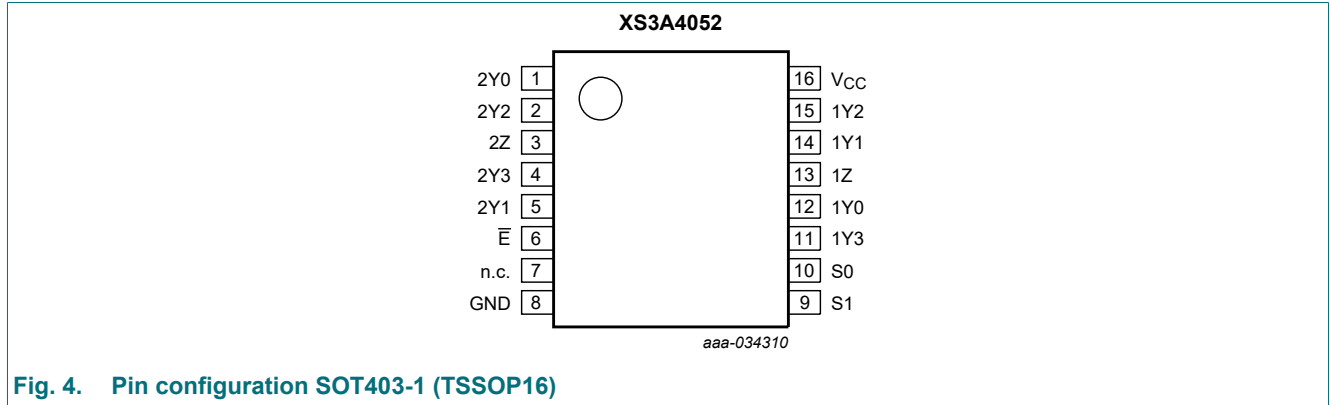 XS3A4052
2Y0 1 16 VCC
2Y2 2 15 1Y2
2Z 3 14 1Y1
2Y3 4 13 1Z
2Y1 5 12 1Y0
E̅ 6 11 1Y3
n.c. 7 10 S0
GND 8 9 S1
aaa-034310
Fig. 4. Pin configuration SOT403-1 (TSSOP16)